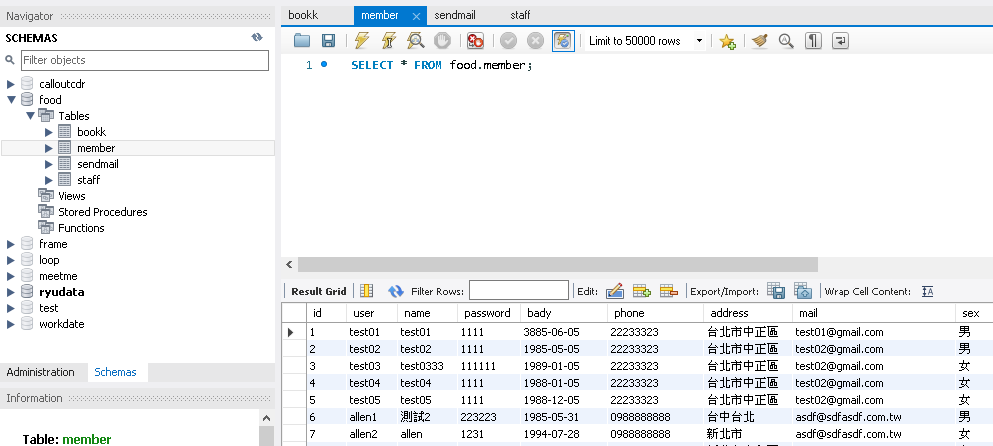 Navigator
SCHEMAS
Filter objects
calloutcdr
food
Tables
bookk
member
sendmail
staff
Views
Stored Procedures
Functions
frame
loop
meetme
ryudata
test
workdate
Administration Schemas
Information
Table: member
bookk member sendmail staff
Limit to 50000 rows
1 SELECT * FROM food.member;
Result Grid Filter Rows: Edit: Export/Import: Wrap Cell Content:
id user name password bady phone address mail sex
1 test01 test01 1111 3885-06-05 22233323 台北市中正區 test01@gmail.com 男
2 test02 test02 1111 1985-05-05 22233323 台北市中正區 test02@gmail.com 男
3 test03 test0333 111111 1989-01-05 22233323 台北市中正區 test02@gmail.com 女
4 test04 test04 1111 1988-01-05 22233323 台北市中正區 test02@gmail.com 女
5 test05 test05 1111 1988-12-05 22233323 台北市中正區 test02@gmail.com 女
6 allen1 測試2 223223 1985-05-31 0988888888 台中台北 asdf@sdfasdf.com.tw 男
7 allen2 allen 1231 1994-07-28 0988888888 新北市 asdf@sdfasdf.com.tw 女